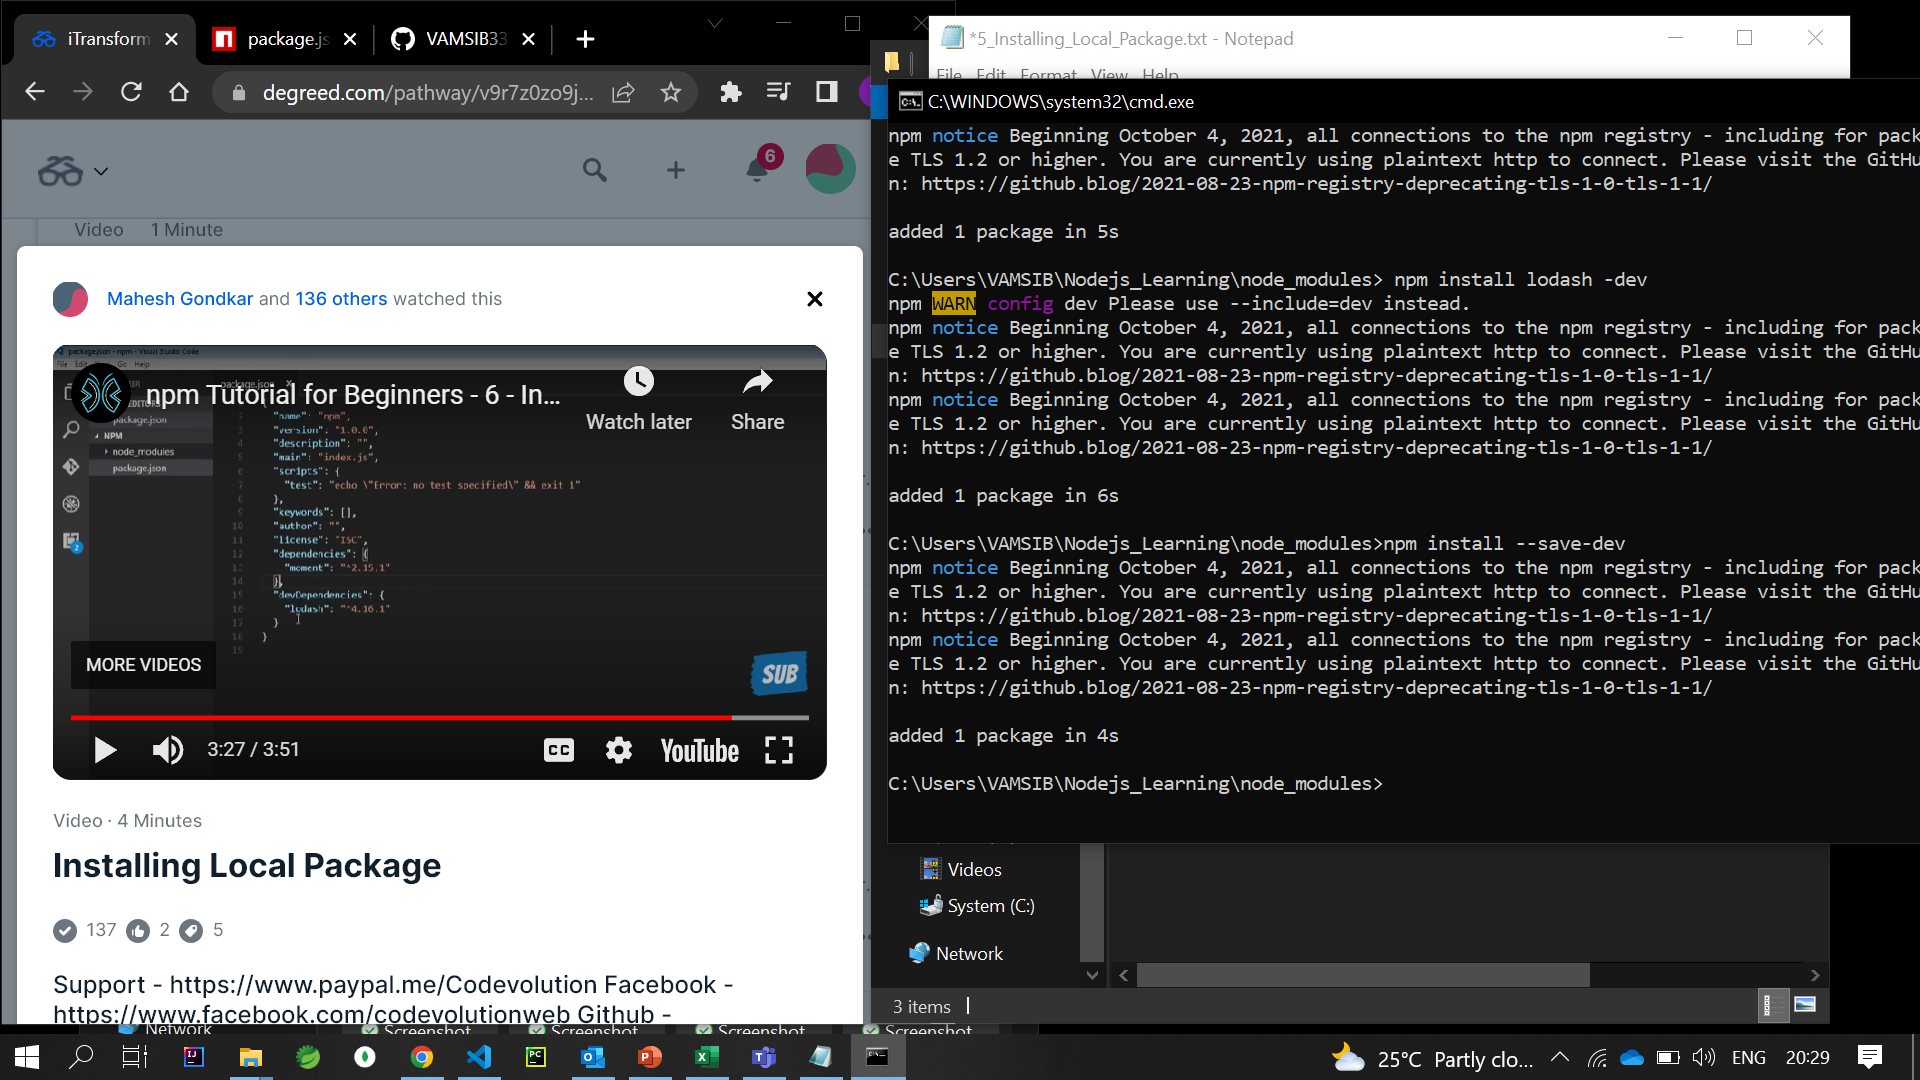 iTransform
package.js
VAMSIB33
*5_Installing_Local_Package.txt - Notepad
File Edit Format View Help
degreed.com/pathway/v9r7z0zo9j...
C:\WINDOWS\system32\cmd.exe
6
Video 1 Minute
Mahesh Gondkar and 136 others watched this
package.json - npm - Visual Studio Code
npm Tutorial for Beginners - 6 - In...
Watch later
Share
package.json
NPM
node_modules
package.json
"name": "npm",
"version": "1.0.0",
"description": "",
"main": "index.js",
"scripts": {
"test": "echo \"Error: no test specified\" && exit 1"
},
"keywords": [],
"author": "",
"license": "ISC",
"dependencies": {
"moment": "^2.15.1"
},
"devDependencies": {
"lodash": "^4.16.1"
}
}
MORE VIDEOS
SUB
3:27 / 3:51
CC
YouTube
Video · 4 Minutes
Installing Local Package
137 2 5
Support - https://www.paypal.me/Codevolution Facebook -
https://www.facebook.com/codevolutionweb Github -
npm notice Beginning October 4, 2021, all connections to the npm registry - including for pack
e TLS 1.2 or higher. You are currently using plaintext http to connect. Please visit the GitHu
n: https://github.blog/2021-08-23-npm-registry-deprecating-tls-1-0-tls-1-1/
added 1 package in 5s
C:\Users\VAMSIB\Nodejs_Learning\node_modules> npm install lodash -dev
npm WARN config dev Please use --include=dev instead.
npm notice Beginning October 4, 2021, all connections to the npm registry - including for pack
e TLS 1.2 or higher. You are currently using plaintext http to connect. Please visit the GitHu
n: https://github.blog/2021-08-23-npm-registry-deprecating-tls-1-0-tls-1-1/
npm notice Beginning October 4, 2021, all connections to the npm registry - including for pack
e TLS 1.2 or higher. You are currently using plaintext http to connect. Please visit the GitHu
n: https://github.blog/2021-08-23-npm-registry-deprecating-tls-1-0-tls-1-1/
added 1 package in 6s
C:\Users\VAMSIB\Nodejs_Learning\node_modules>npm install --save-dev
npm notice Beginning October 4, 2021, all connections to the npm registry - including for pack
e TLS 1.2 or higher. You are currently using plaintext http to connect. Please visit the GitHu
n: https://github.blog/2021-08-23-npm-registry-deprecating-tls-1-0-tls-1-1/
npm notice Beginning October 4, 2021, all connections to the npm registry - including for pack
e TLS 1.2 or higher. You are currently using plaintext http to connect. Please visit the GitHu
n: https://github.blog/2021-08-23-npm-registry-deprecating-tls-1-0-tls-1-1/
added 1 package in 4s
C:\Users\VAMSIB\Nodejs_Learning\node_modules>
Videos
System (C:)
Network
3 items
Network Screenshot Screenshot Screenshot Screenshot
25°C Partly clo... ENG 20:29